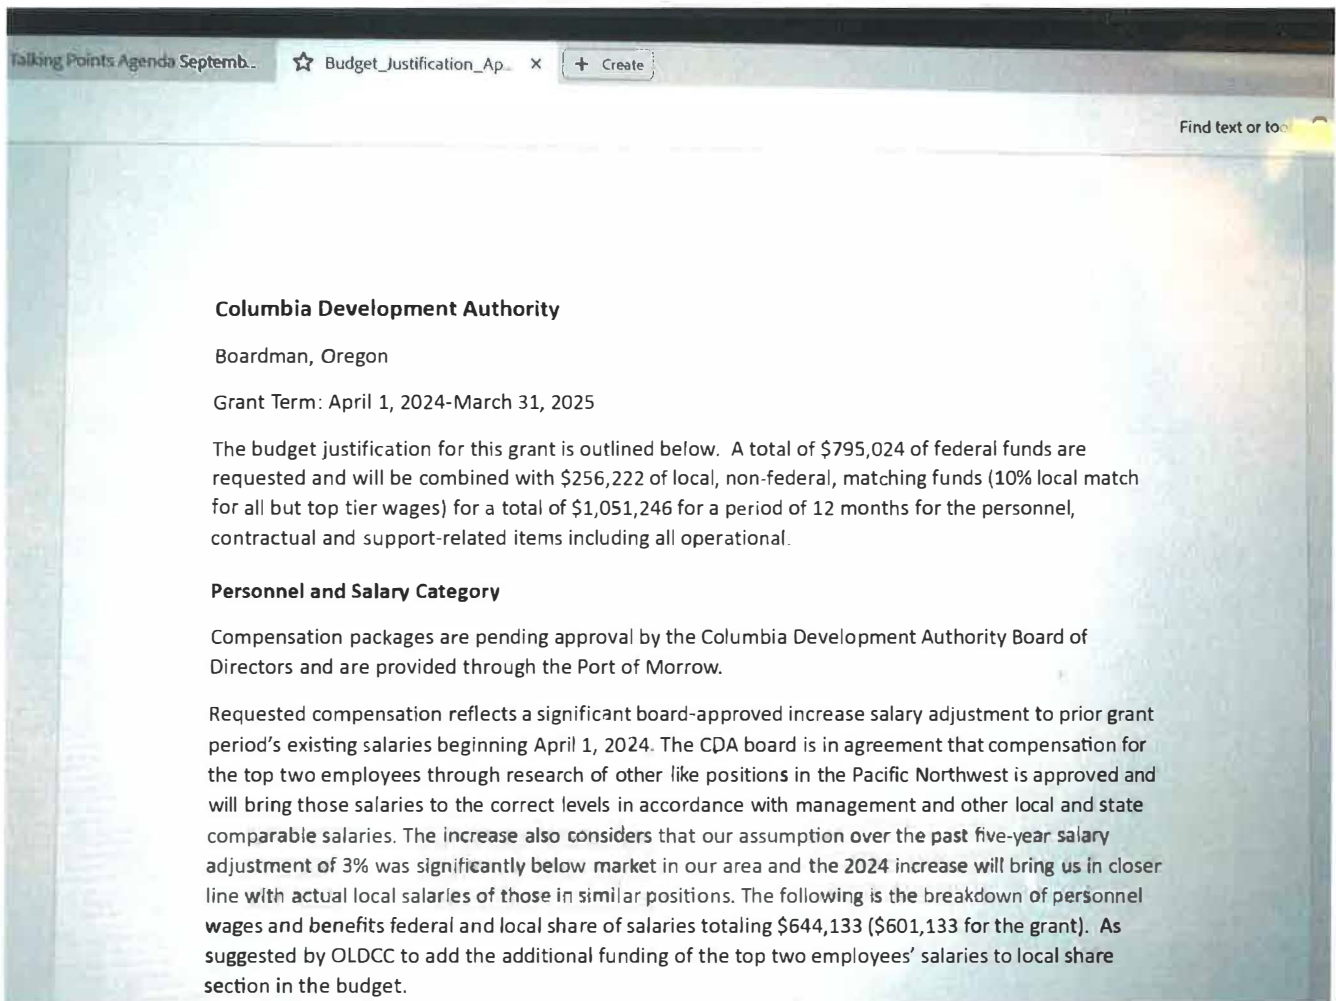 Talking Points Agenda Septemb...
Budget_Justification_Ap...
Create
Find text or too
Columbia Development Authority
Boardman, Oregon
Grant Term: April 1, 2024-March 31, 2025
The budget justification for this grant is outlined below. A total of $795,024 of federal funds are
requested and will be combined with $256,222 of local, non-federal, matching funds (10% local match
for all but top tier wages) for a total of $1,051,246 for a period of 12 months for the personnel,
contractual and support-related items including all operational.
Personnel and Salary Category
Compensation packages are pending approval by the Columbia Development Authority Board of
Directors and are provided through the Port of Morrow.
Requested compensation reflects a significant board-approved increase salary adjustment to prior grant
period's existing salaries beginning April 1, 2024. The CDA board is in agreement that compensation for
the top two employees through research of other like positions in the Pacific Northwest is approved and
will bring those salaries to the correct levels in accordance with management and other local and state
comparable salaries. The increase also considers that our assumption over the past five-year salary
adjustment of 3% was significantly below market in our area and the 2024 increase will bring us in closer
line with actual local salaries of those in similar positions. The following is the breakdown of personnel
wages and benefits federal and local share of salaries totaling $644,133 ($601,133 for the grant). As
suggested by OLDCC to add the additional funding of the top two employees' salaries to local share
section in the budget.